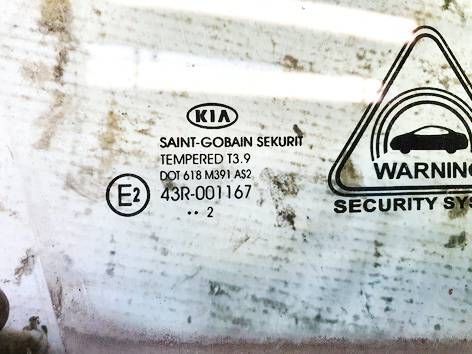 KIA
SAINT-GOBAIN SEKURIT
TEMPERED T3.9
DOT 618 M391 AS2
E2 43R-001167
•• 2
WARNING
SECURITY SYS